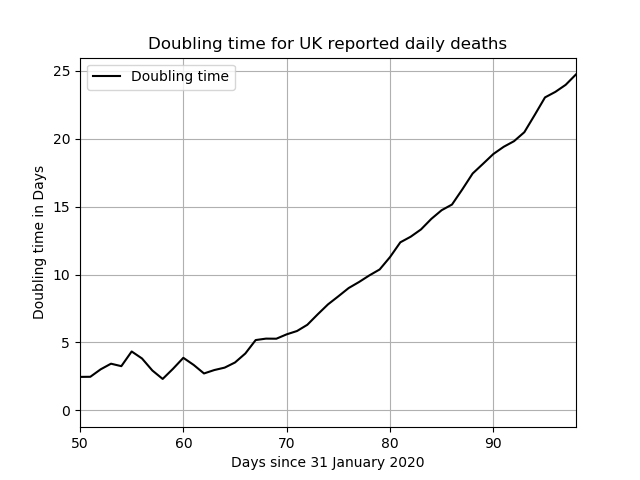 Doubling time for UK reported daily deaths
Doubling time
25
20
15
10
5
0
Doubling time in Days
50 60 70 80 90
Days since 31 January 2020